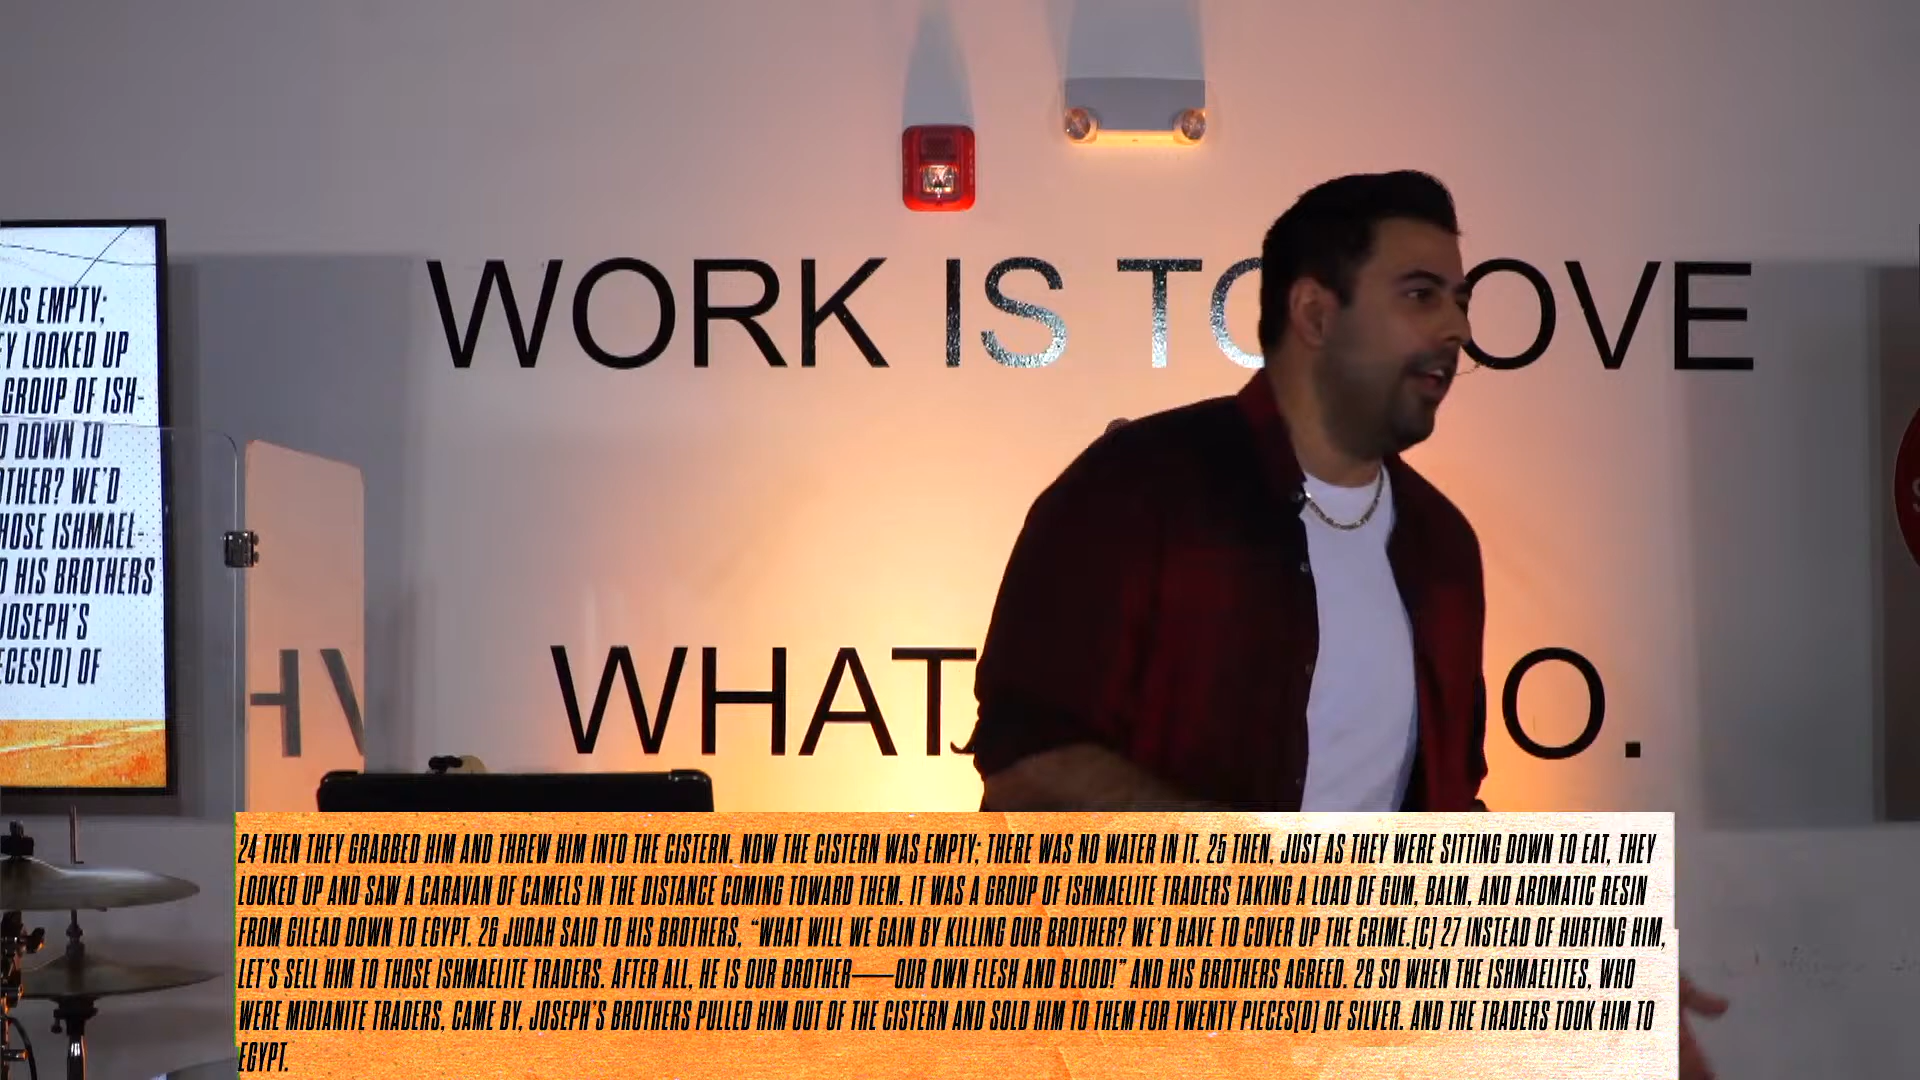 WORK IS TO OVE
WHAT O.
AS EMPTY;
LOOKED UP
GROUP OF ISH-
DOWN TO
WE'D
ISHMAEL-
HIS BROTHERS
JOSEPH'S
[D] OF
24 THEN THEY GRABBED HIM AND THREW HIM INTO THE CISTERN. NOW THE CISTERN WAS EMPTY; THERE WAS NO WATER IN IT. 25 THEN, JUST AS THEY WERE SITTING DOWN TO EAT, THEY
LOOKED UP AND SAW A CARAVAN OF CAMELS IN THE DISTANCE COMING TOWARD THEM. IT WAS A GROUP OF ISHMAELITE TRADERS TAKING A LOAD OF GUM, BALM, AND AROMATIC RESIN
FROM GILEAD DOWN TO EGYPT. 26 JUDAH SAID TO HIS BROTHERS, “WHAT WILL WE GAIN BY KILLING OUR BROTHER? WE'D HAVE TO COVER UP THE CRIME.[C] 27 INSTEAD OF HURTING HIM,
LET'S SELL HIM TO THOSE ISHMAELITE TRADERS. AFTER ALL, HE IS OUR BROTHER—OUR OWN FLESH AND BLOOD!” AND HIS BROTHERS AGREED. 28 SO WHEN THE ISHMAELITES, WHO
WERE MIDIANITE TRADERS, CAME BY, JOSEPH'S BROTHERS PULLED HIM OUT OF THE CISTERN AND SOLD HIM TO THEM FOR TWENTY PIECES[D] OF SILVER. AND THE TRADERS TOOK HIM TO
EGYPT.